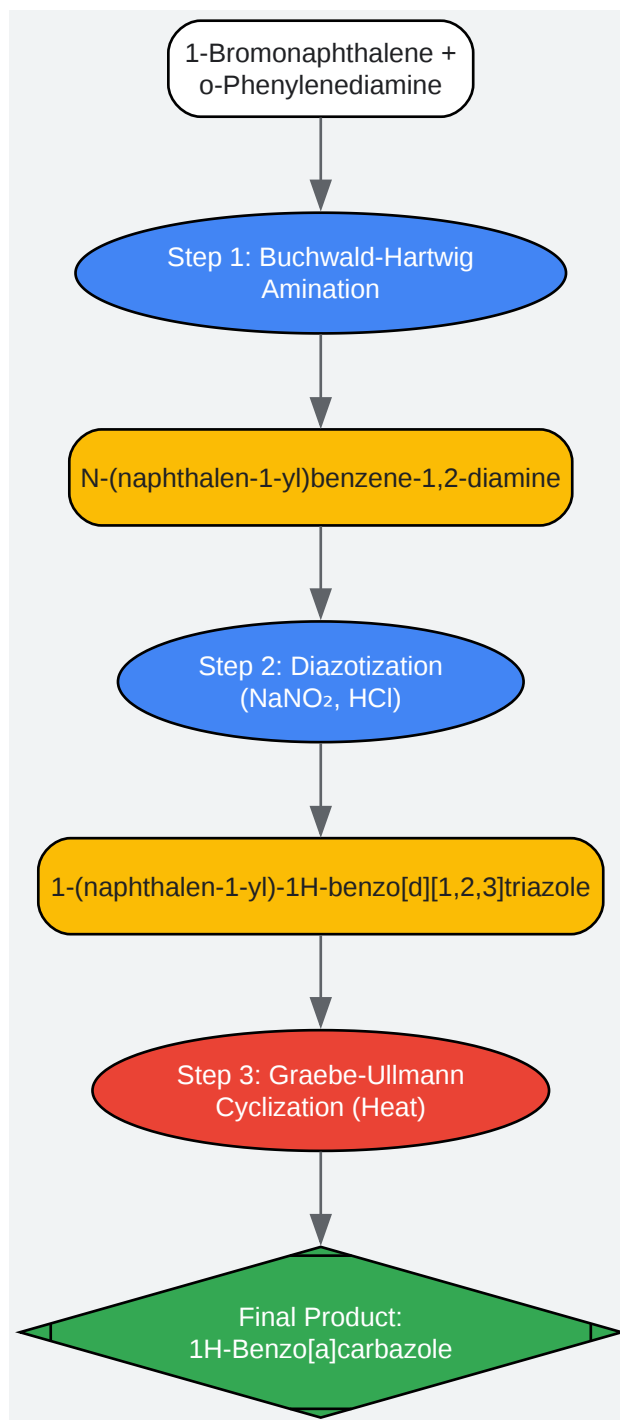 1-Bromonaphthalene +
o-Phenylenediamine
Step 1: Buchwald-Hartwig
Amination
N-(naphthalen-1-yl)benzene-1,2-diamine
Step 2: Diazotization
(NaNO₂, HCl)
1-(naphthalen-1-yl)-1H-benzo[d][1,2,3]triazole
Step 3: Graebe-Ullmann
Cyclization (Heat)
Final Product:
1H-Benzo[a]carbazole